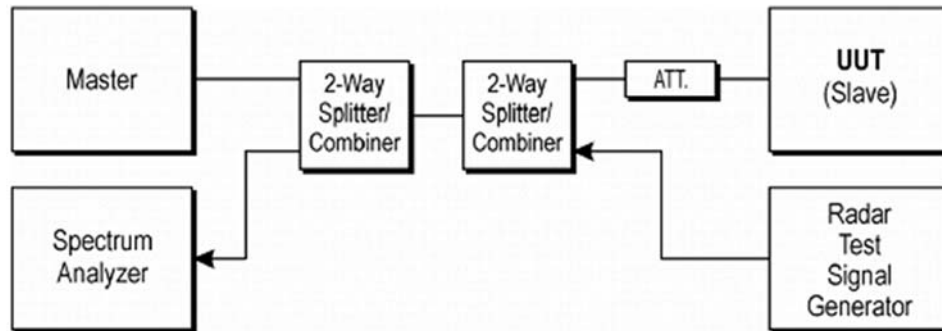 Master
2-Way
Splitter/
Combiner
2-Way
Splitter/
Combiner
ATT.
UUT
(Slave)
Spectrum
Analyzer
Radar
Test
Signal
Generator